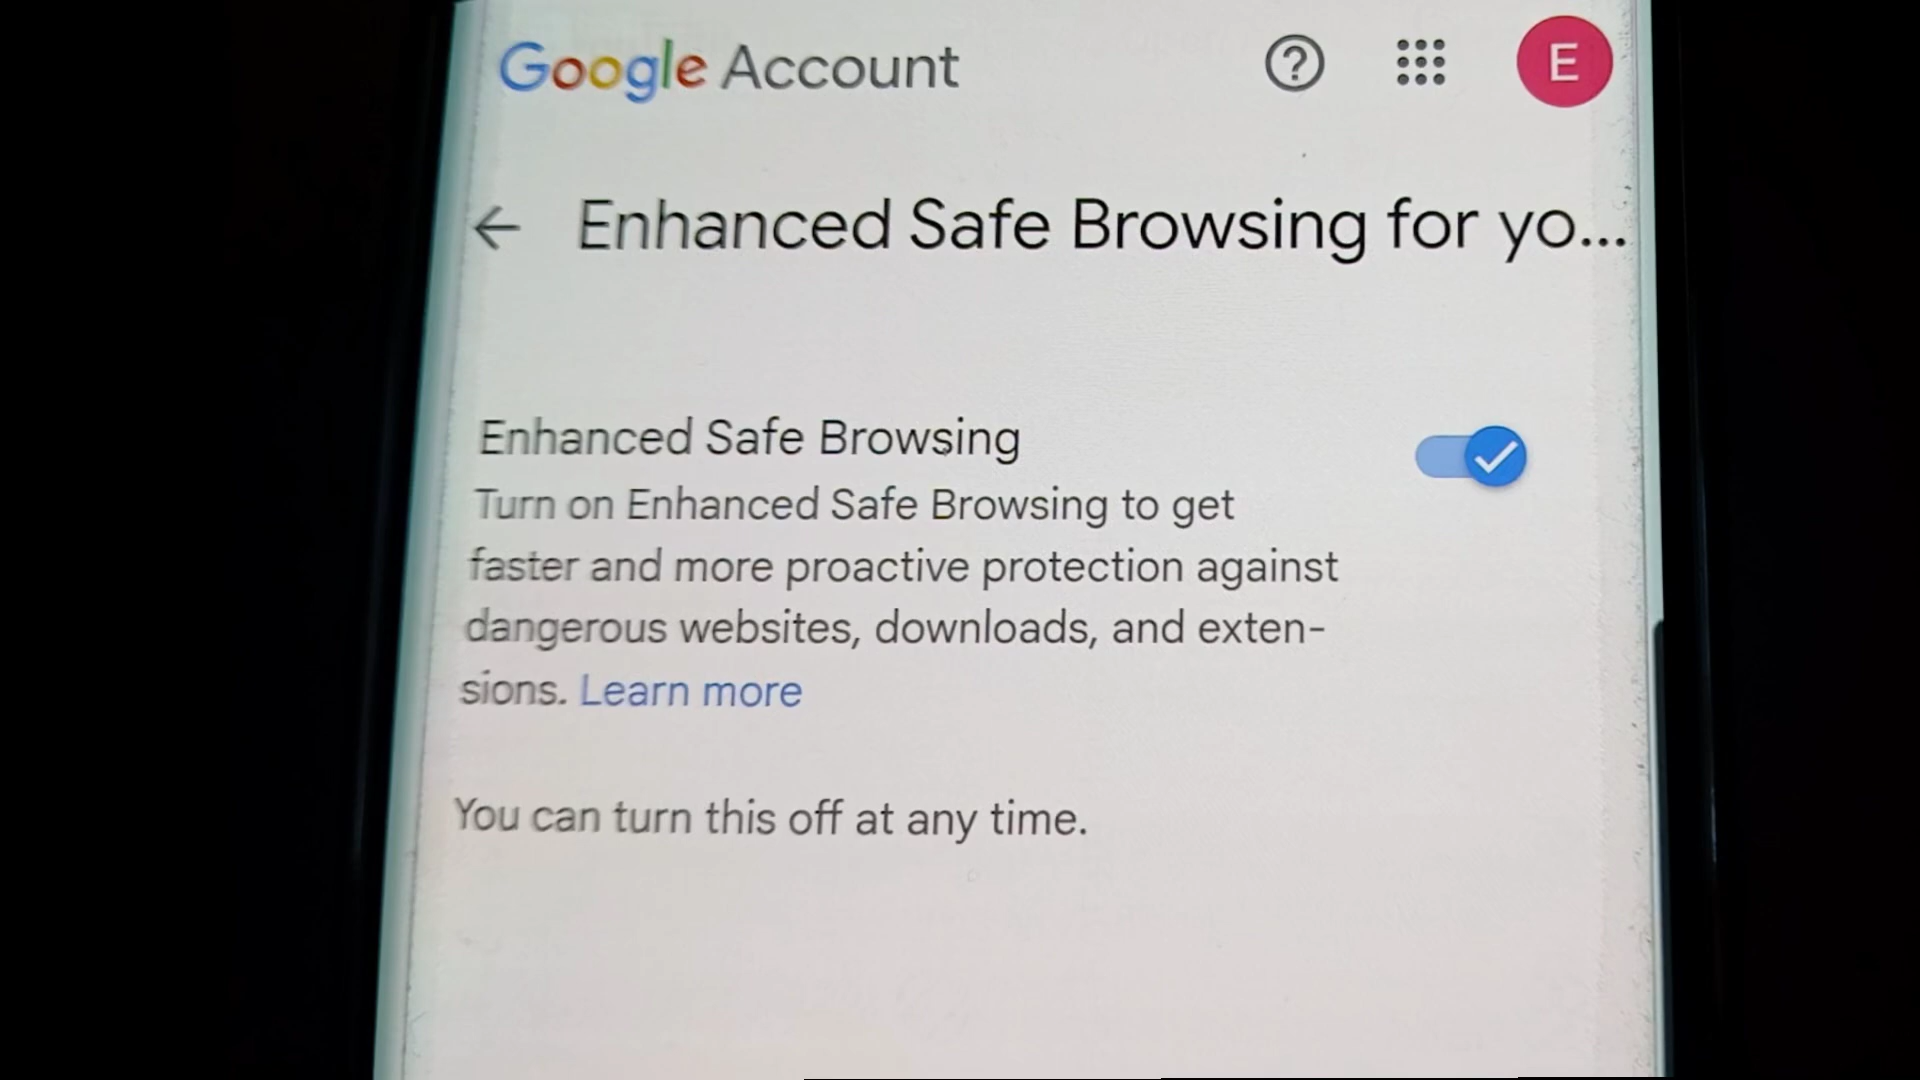 Google Account
E
Enhanced Safe Browsing for yo...
Enhanced Safe Browsing
Turn on Enhanced Safe Browsing to get
faster and more proactive protection against
dangerous websites, downloads, and exten-
sions. Learn more
You can turn this off at any time.